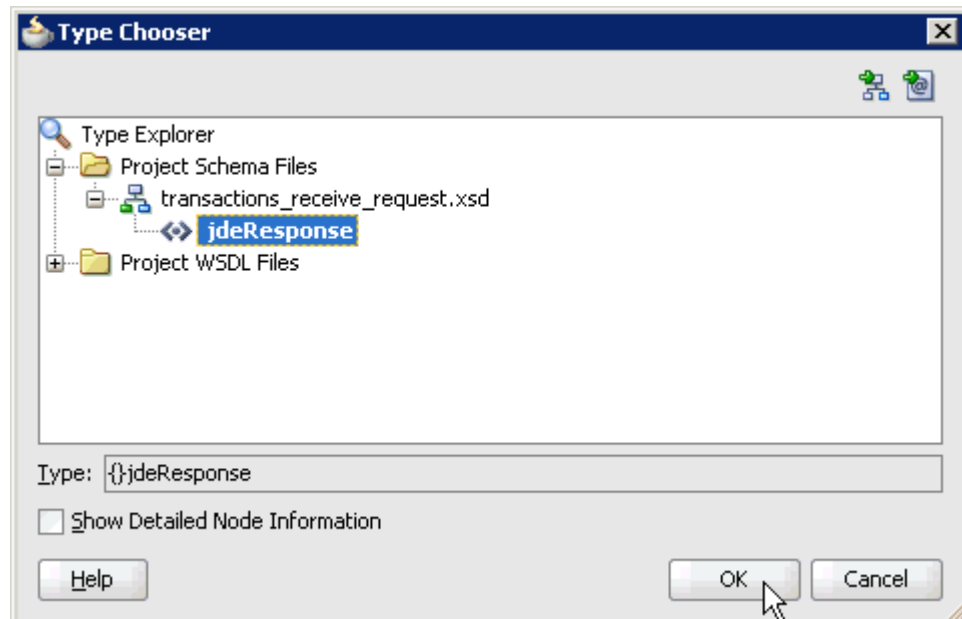 Type Chooser
Type Explorer
Project Schema Files
transactions_receive_request.xsd
jdeResponse
Project WSDL Files
Type: {}jdeResponse
Show Detailed Node Information
Help OK Cancel